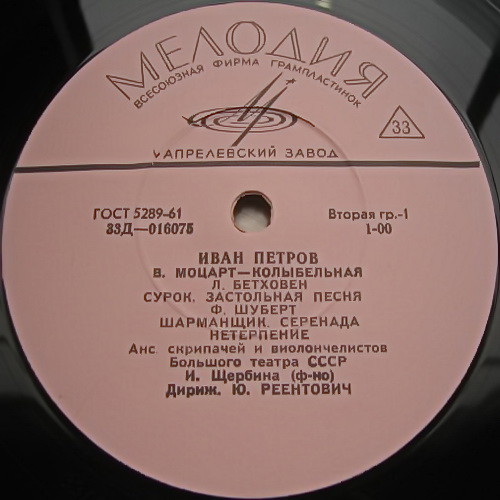 МЕЛОДИЯ
ВСЕСОЮЗНАЯ ФИРМА ГРАМПЛАСТИНОК
33
АПРЕЛЕВСКИЙ ЗАВОД
ГОСТ 5289-61
Вторая гр.-1
33Д—016075
1-00
ИВАН ПЕТРОВ
В. МОЦАРТ—КОЛЫБЕЛЬНАЯ
Л. БЕТХОВЕН
СУРОК, ЗАСТОЛЬНАЯ ПЕСНЯ
Ф. ШУБЕРТ
ШАРМАНЩИК, СЕРЕНАДА
НЕТЕРПЕНИЕ
Анс. скрипачей и виолончелистов
Большого театра СССР
И. Щербина (ф-но)
Дириж. Ю. РЕЕНТОВИЧ